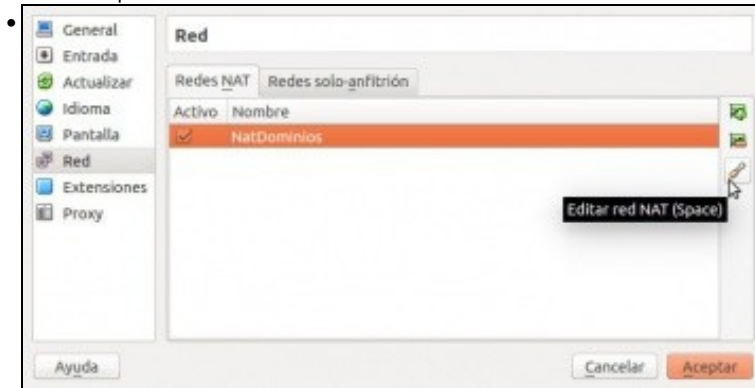 General
Entrada
Actualizar
Idioma
Pantalla
Red
Extensiones
Proxy
Red
Redes NAT Redes solo-anfitrión
Activo Nombre
NatDominios
Editar red NAT (Space)
Ayuda Cancelar Aceptar